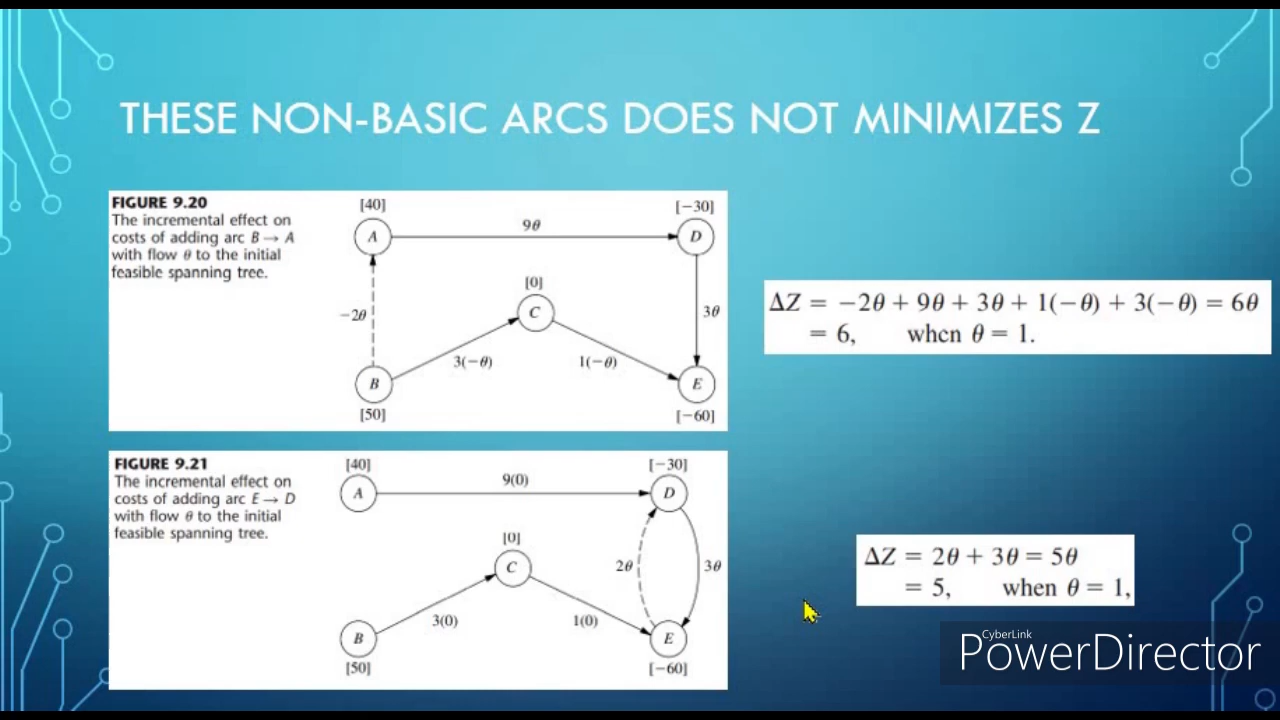 THESE NON-BASIC ARCS DOES NOT MINIMIZES Z
FIGURE 9.20
The incremental effect on
costs of adding arc B → A
with flow θ to the initial
feasible spanning tree.
[40]
[−30]
A
9θ
D
[0]
C
−2θ
3θ
3(−θ)
1(−θ)
B
E
[50]
[−60]
ΔZ = −2θ + 9θ + 3θ + 1(−θ) + 3(−θ) = 6θ
= 6, when θ = 1.
FIGURE 9.21
The incremental effect on
costs of adding arc E → D
with flow θ to the initial
feasible spanning tree.
[40]
[−30]
A
9(0)
D
[0]
C
2θ
3θ
3(0)
1(0)
B
E
[50]
[−60]
ΔZ = 2θ + 3θ = 5θ
= 5, when θ = 1,
CyberLink
PowerDirector